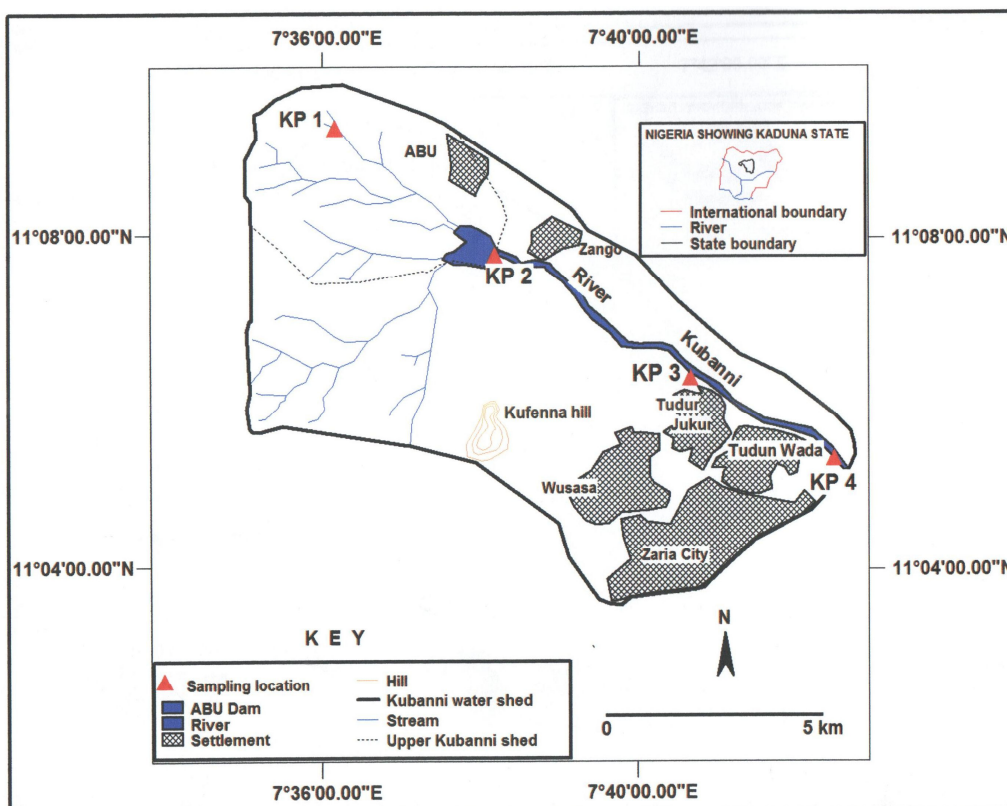 7°36'00.00"E 7°40'00.00"E
KP 1
ABU
NIGERIA SHOWING KADUNA STATE
International boundary
River
State boundary
11°08'00.00"N 11°08'00.00"N
Zango
KP 2
River
Kubanni
KP 3
Tudur
Jukur
Kufenna hill
Tudun Wada
KP 4
Wusasa
Zaria City
11°04'00.00"N 11°04'00.00"N
N
K E Y
Sampling location
ABU Dam
River
Settlement
Hill
Kubanni water shed
Stream
Upper Kubanni shed
0 5 km
7°36'00.00"E 7°40'00.00"E